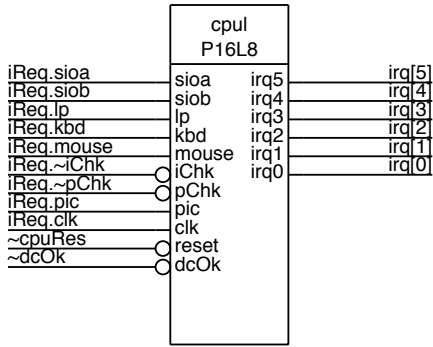 cpul
P16L8
iReq.sioa sioa irq5 irq[5]
iReq.siob siob irq4 irq[4]
iReq.lp lp irq3 irq[3]
iReq.kbd kbd irq2 irq[2]
iReq.mouse mouse irq1 irq[1]
iReq.~iChk iChk irq0 irq[0]
iReq.~pChk pChk
iReq.pic pic
iReq.clk clk
~cpuRes reset
~dcOk dcOk